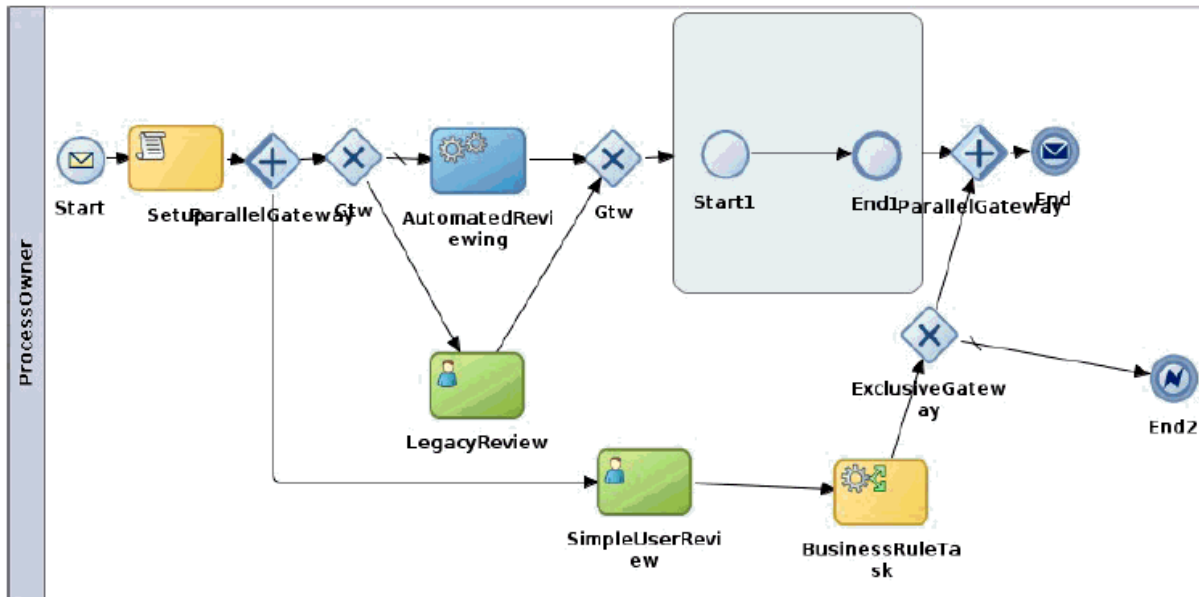 ProcessOwner
Start
Setup
ParallelGateway
Gtw
AutomatedRevi
ewing
Gtw
Start1
End1
ParallelGateway
End
LegacyReview
ExclusiveGatew
ay
End2
SimpleUserRevi
ew
BusinessRuleTa
sk